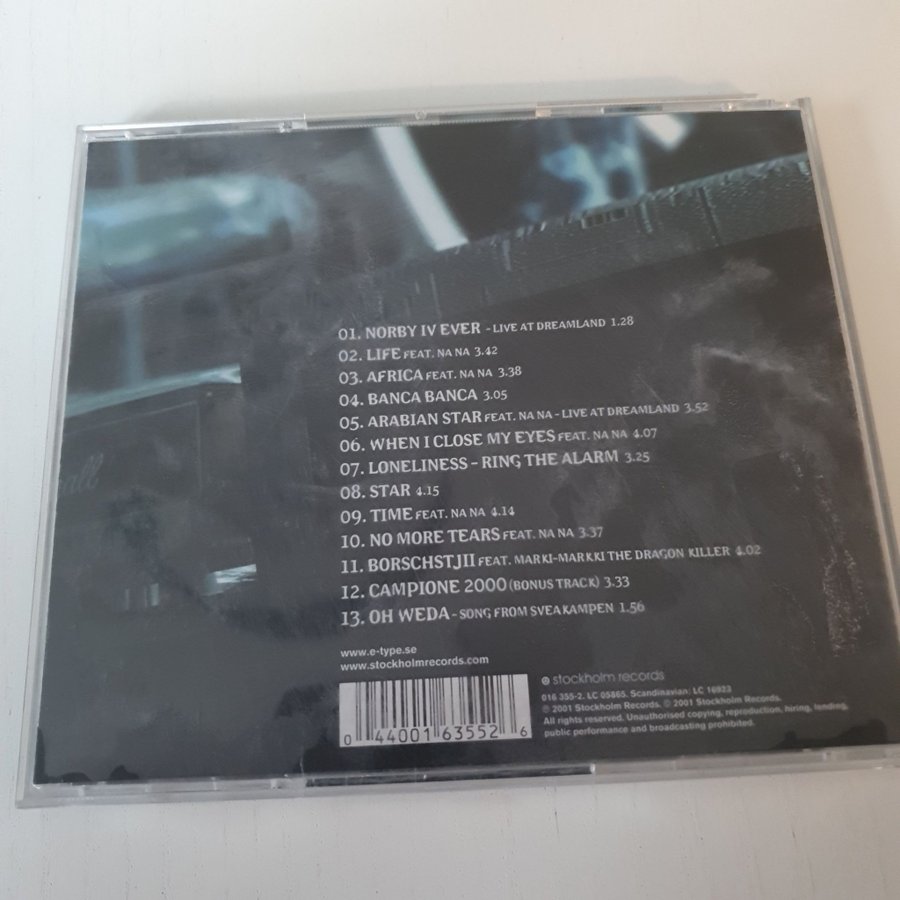 all
01. NORBY IV EVER - LIVE AT DREAMLAND 1.28
02. LIFE FEAT. NA NA 3.42
03. AFRICA FEAT. NA NA 3.38
04. BANCA BANCA 3.05
05. ARABIAN STAR FEAT. NA NA - LIVE AT DREAMLAND 3.52
06. WHEN I CLOSE MY EYES FEAT. NA NA 4.07
07. LONELINESS - RING THE ALARM 3.25
08. STAR 4.15
09. TIME FEAT. NA NA 4.14
10. NO MORE TEARS FEAT. NA NA 3.37
11. BORSCHSTJII FEAT. MARKI-MARKKI THE DRAGON KILLER 4.02
12. CAMPIONE 2000 (BONUS TRACK) 3.33
13. OH WEDA - SONG FROM SVEAKAMPEN 1.56
www.e-type.se
www.stockholmrecords.com
stockholm records
016 355-2. LC 05865. Scandinavian: LC 16923
℗ 2001 Stockholm Records. © 2001 Stockholm Records.
All rights reserved. Unauthorised copying, reproduction, hiring, lending,
public performance and broadcasting prohibited.
0 44001 63552 6